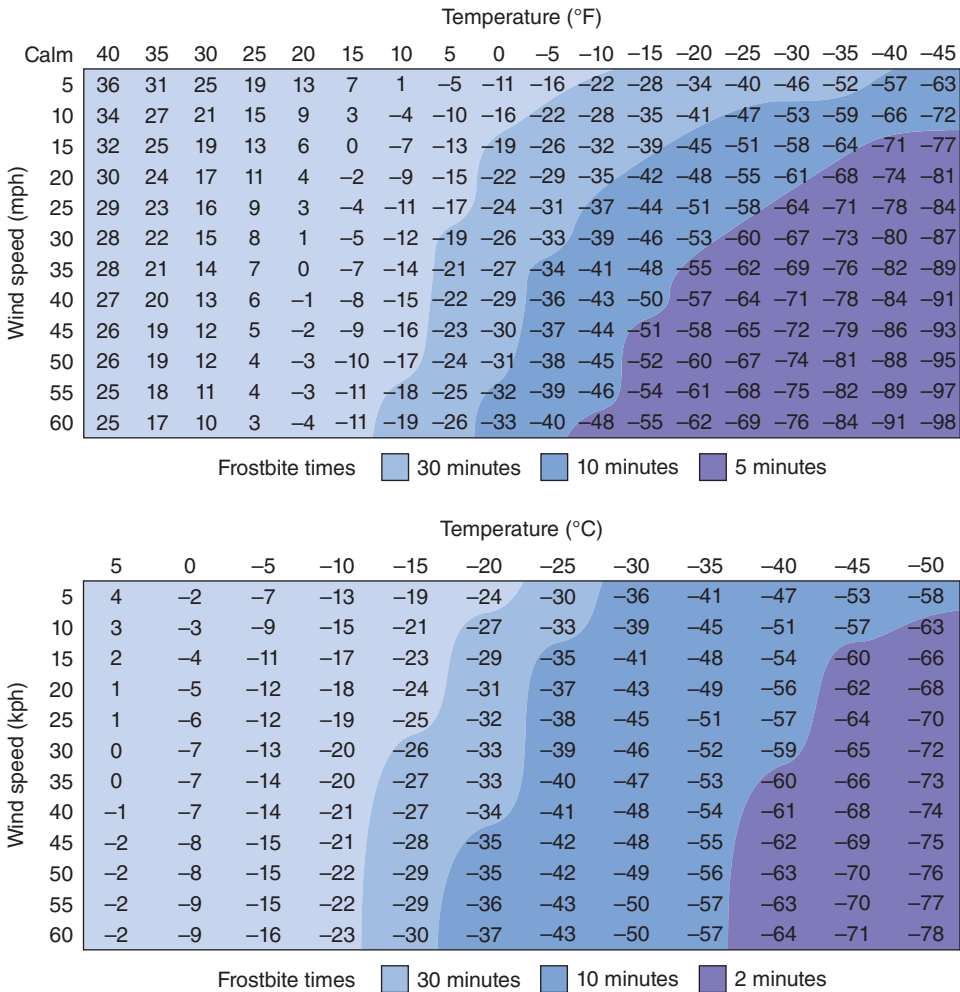 Temperature (°F)
Calm 40 35 30 25 20 15 10 5 0 –5 –10 –15 –20 –25 –30 –35 –40 –45
Wind speed (mph)
5 36 31 25 19 13 7 1 –5 –11 –16 –22 –28 –34 –40 –46 –52 –57 –63
10 34 27 21 15 9 3 –4 –10 –16 –22 –28 –35 –41 –47 –53 –59 –66 –72
15 32 25 19 13 6 0 –7 –13 –19 –26 –32 –39 –45 –51 –58 –64 –71 –77
20 30 24 17 11 4 –2 –9 –15 –22 –29 –35 –42 –48 –55 –61 –68 –74 –81
25 29 23 16 9 3 –4 –11 –17 –24 –31 –37 –44 –51 –58 –64 –71 –78 –84
30 28 22 15 8 1 –5 –12 –19 –26 –33 –39 –46 –53 –60 –67 –73 –80 –87
35 28 21 14 7 0 –7 –14 –21 –27 –34 –41 –48 –55 –62 –69 –76 –82 –89
40 27 20 13 6 –1 –8 –15 –22 –29 –36 –43 –50 –57 –64 –71 –78 –84 –91
45 26 19 12 5 –2 –9 –16 –23 –30 –37 –44 –51 –58 –65 –72 –79 –86 –93
50 26 19 12 4 –3 –10 –17 –24 –31 –38 –45 –52 –60 –67 –74 –81 –88 –95
55 25 18 11 4 –3 –11 –18 –25 –32 –39 –46 –54 –61 –68 –75 –82 –89 –97
60 25 17 10 3 –4 –11 –19 –26 –33 –40 –48 –55 –62 –69 –76 –84 –91 –98
Frostbite times 30 minutes 10 minutes 5 minutes
Temperature (°C)
5 0 –5 –10 –15 –20 –25 –30 –35 –40 –45 –50
Wind speed (kph)
5 4 –2 –7 –13 –19 –24 –30 –36 –41 –47 –53 –58
10 3 –3 –9 –15 –21 –27 –33 –39 –45 –51 –57 –63
15 2 –4 –11 –17 –23 –29 –35 –41 –48 –54 –60 –66
20 1 –5 –12 –18 –24 –31 –37 –43 –49 –56 –62 –68
25 1 –6 –12 –19 –25 –32 –38 –45 –51 –57 –64 –70
30 0 –7 –13 –20 –26 –33 –39 –46 –52 –59 –65 –72
35 0 –7 –14 –20 –27 –33 –40 –47 –53 –60 –66 –73
40 –1 –7 –14 –21 –27 –34 –41 –48 –54 –61 –68 –74
45 –2 –8 –15 –21 –28 –35 –42 –48 –55 –62 –69 –75
50 –2 –8 –15 –22 –29 –35 –42 –49 –56 –63 –70 –76
55 –2 –9 –15 –22 –29 –36 –43 –50 –57 –63 –70 –77
60 –2 –9 –16 –23 –30 –37 –43 –50 –57 –64 –71 –78
Frostbite times 30 minutes 10 minutes 2 minutes